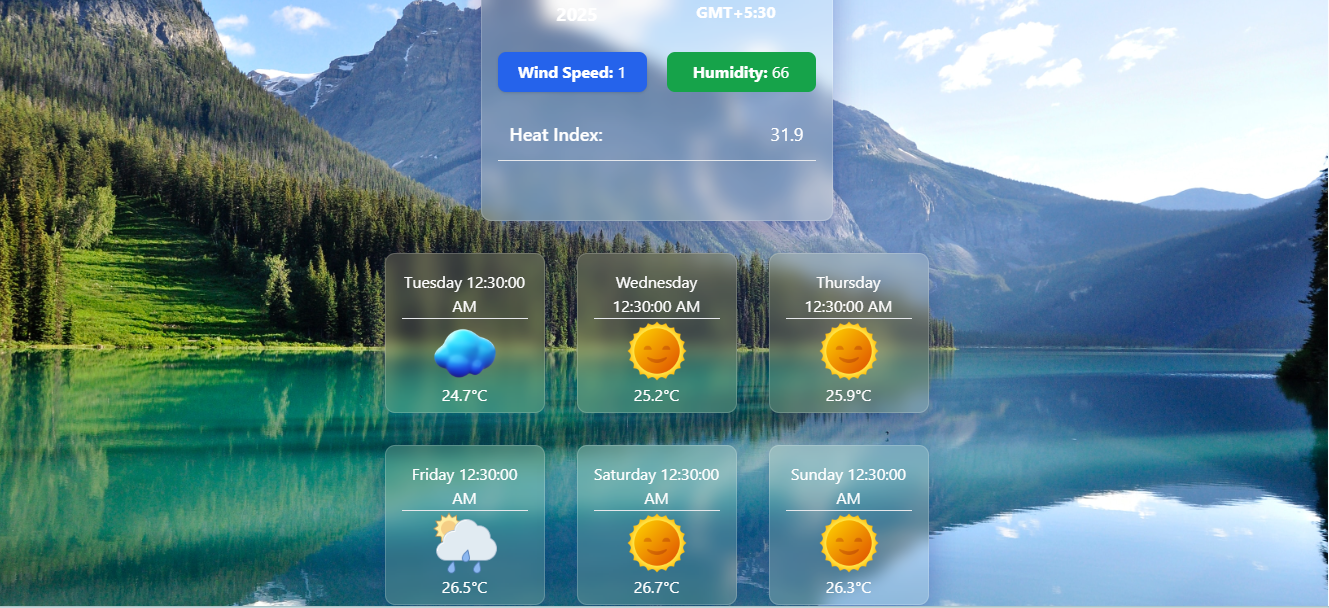 2025
GMT+5:30
Wind Speed: 1
Humidity: 66
Heat Index:
31.9
Tuesday 12:30:00
AM
24.7°C
Wednesday
12:30:00 AM
25.2°C
Thursday
12:30:00 AM
25.9°C
Friday 12:30:00
AM
26.5°C
Saturday 12:30:00
AM
26.7°C
Sunday 12:30:00
AM
26.3°C